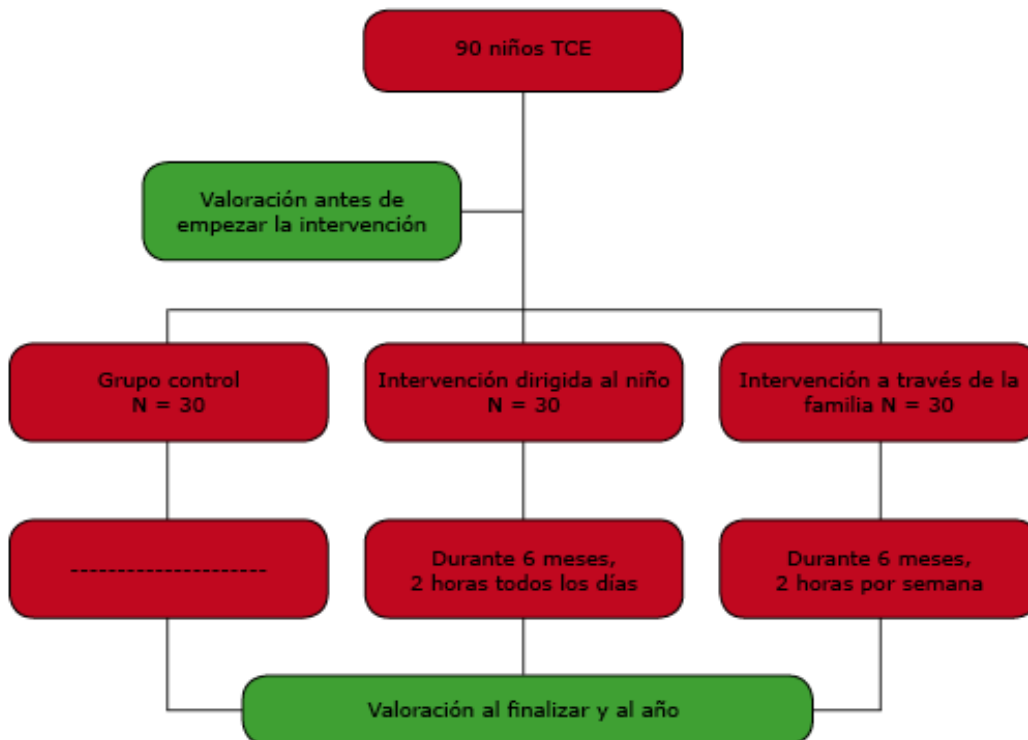 90 niños TCE
Valoración antes de
empezar la intervención
Grupo control
N = 30
Intervención dirigida al niño
N = 30
Intervención a través de la
familia N = 30
---------------------
Durante 6 meses,
2 horas todos los días
Durante 6 meses,
2 horas por semana
Valoración al finalizar y al año